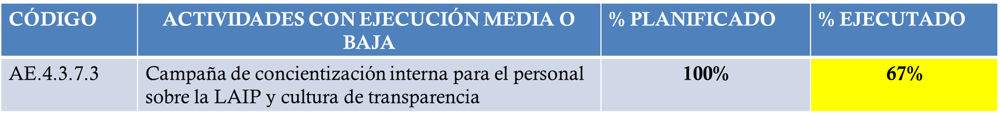 CÓDIGO
ACTIVIDADES CON EJECUCIÓN MEDIA O
BAJA
% PLANIFICADO
% EJECUTADO
AE.4.3.7.3
Campaña de concientización interna para el personal
sobre la LAIP y cultura de transparencia
100%
67%